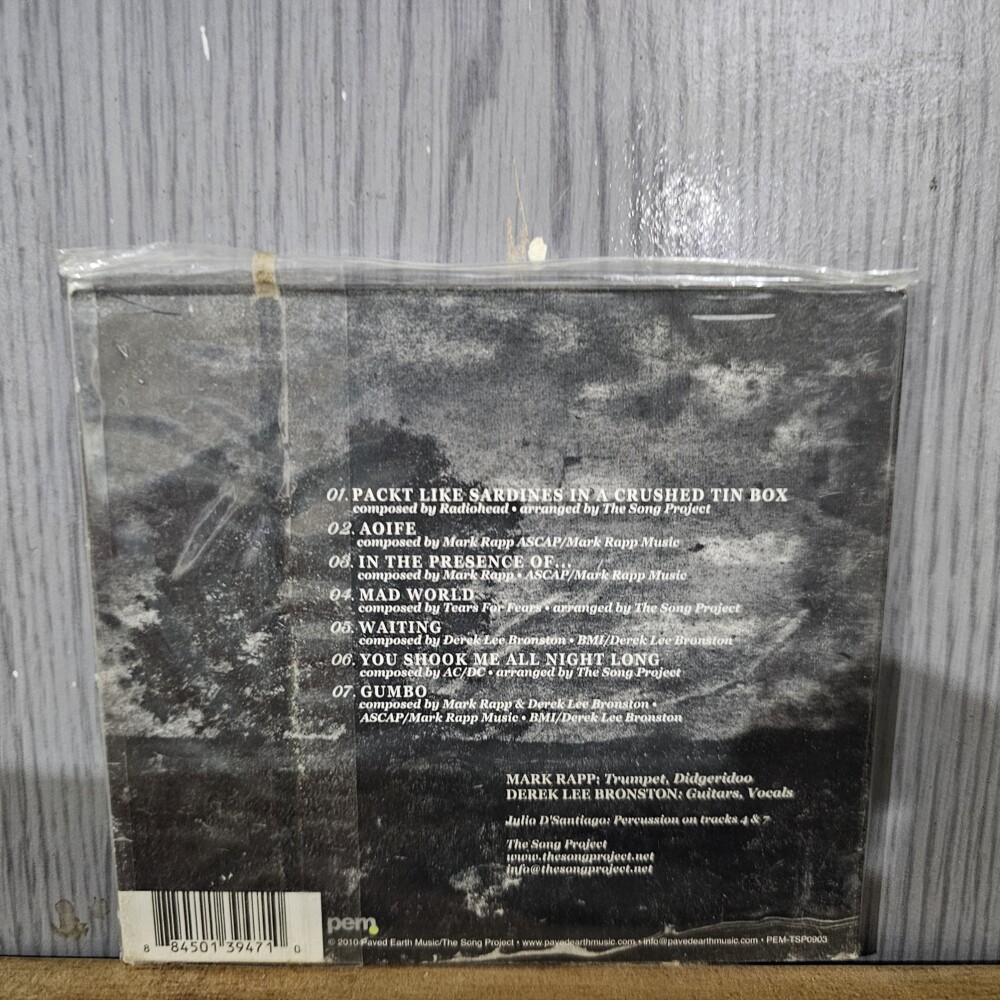 01. PACKT LIKE SARDINES IN A CRUSHED TIN BOX
composed by Radiohead • arranged by The Song Project
02. AOIFE
composed by Mark Rapp ASCAP/Mark Rapp Music
03. IN THE PRESENCE OF...
composed by Mark Rapp • ASCAP/Mark Rapp Music
04. MAD WORLD
composed by Tears For Fears • arranged by The Song Project
05. WAITING
composed by Derek Lee Bronston • BMI/Derek Lee Bronston
06. YOU SHOOK ME ALL NIGHT LONG
composed by AC/DC • arranged by The Song Project
07. GUMBO
composed by Mark Rapp & Derek Lee Bronston •
ASCAP/Mark Rapp Music • BMI/Derek Lee Bronston
MARK RAPP: Trumpet, Didgeridoo
DEREK LEE BRONSTON: Guitars, Vocals
Julio D'Santiago: Percussion on tracks 4 & 7
The Song Project
www.thesongproject.net
info@thesongproject.net
pem
8 84501 39471 0
© 2010 Paved Earth Music/The Song Project • www.pavedearthmusic.com • info@pavedearthmusic.com • PEM-TSP0903